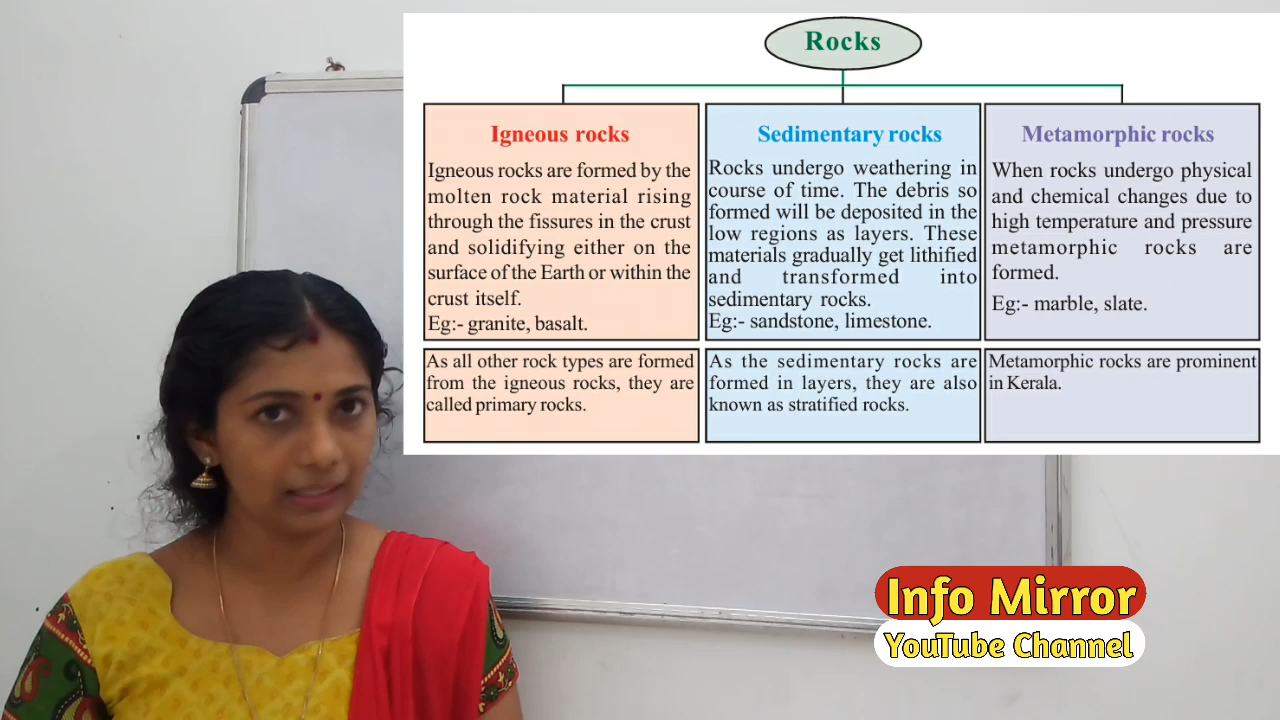 Rocks
Igneous rocks
Igneous rocks are formed by the
molten rock material rising
through the fissures in the crust
and solidifying either on the
surface of the Earth or within the
crust itself.
Eg:- granite, basalt.
As all other rock types are formed
from the igneous rocks, they are
called primary rocks.
Sedimentary rocks
Rocks undergo weathering in
course of time. The debris so
formed will be deposited in the
low regions as layers. These
materials gradually get lithified
and transformed into
sedimentary rocks.
Eg:- sandstone, limestone.
As the sedimentary rocks are
formed in layers, they are also
known as stratified rocks.
Metamorphic rocks
When rocks undergo physical
and chemical changes due to
high temperature and pressure
metamorphic rocks are
formed.
Eg:- marble, slate.
Metamorphic rocks are prominent
in Kerala.
Info Mirror
YouTube Channel